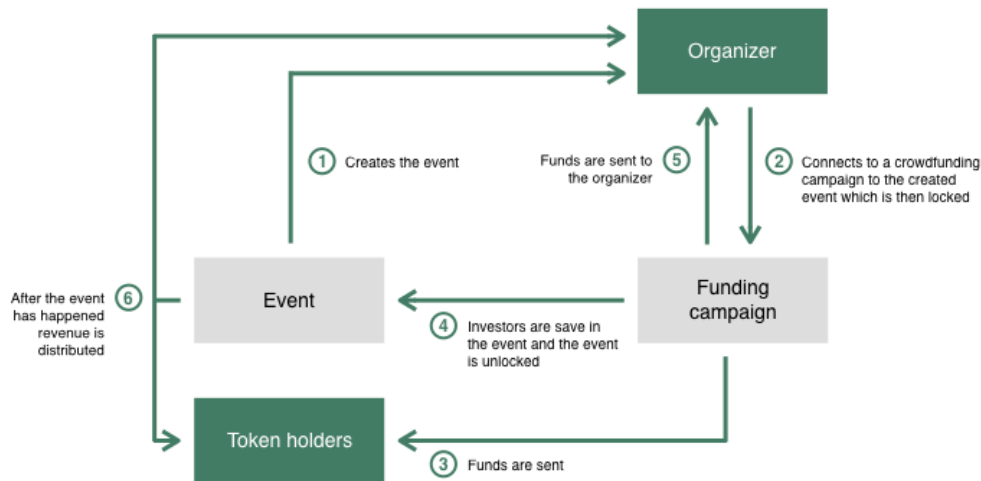 Organizer
1 Creates the event
Funds are sent to 5
the organizer
2 Connects to a crowdfunding
campaign to the created
event which is then locked
Event
Funding
campaign
After the event 6
has happened
revenue is
distributed
4 Investors are save in
the event and the event
is unlocked
Token holders
3 Funds are sent